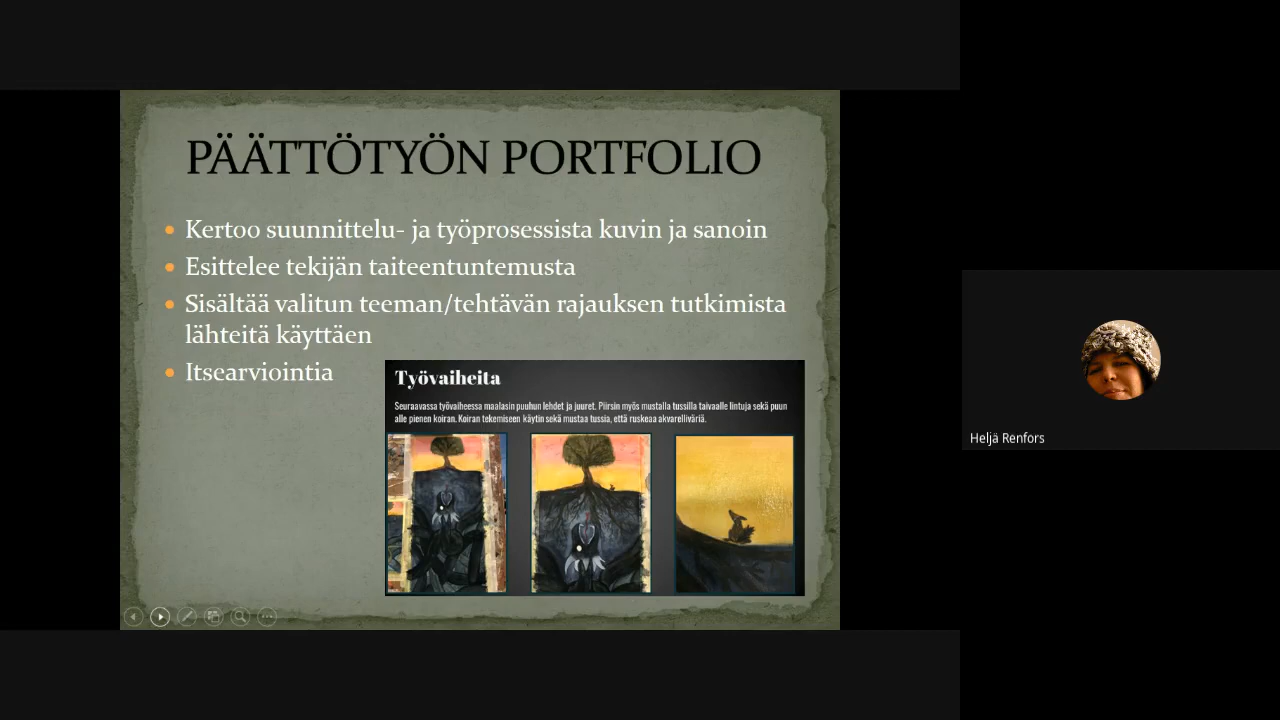 PÄÄTTÖTYÖN PORTFOLIO
Kertoo suunnittelu- ja työprosessista kuvin ja sanoin
Esittelee tekijän taiteentuntemusta
Sisältää valitun teeman/tehtävän rajauksen tutkimista
lähteitä käyttäen
Itsearviointia
Työvaiheita
Seuraavassa työvaiheessa maalasin puuhun lehdet ja juuret. Piirsin myös mustalla tussilla taivaalle lintuja sekä puun
alle pienen koiran. Koiran tekemiseen käytin sekä mustaa tussia, että ruskeaa akvarelliväriä.
Heljä Renfors